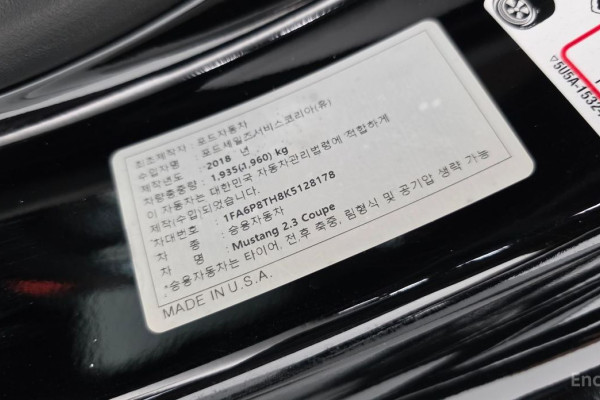 최초제작자 : 포드자동차
수입자명 : 포드세일즈서비스코리아(유)
제작년도 : 2018 년
차량총중량 : 1,935(1,960) kg
이 자동차는 대한민국 자동차관리법령에 적합하게
제작(수입)되었습니다.
차대번호 : 1FA6P8TH8K5128178
차 종 : 승용자동차
차 명 : Mustang 2.3 Coupe
*승용자동차는 타이어, 전.후 축중, 림형식 및 공기압 생략 가능
MADE IN U.S.A.
Enc